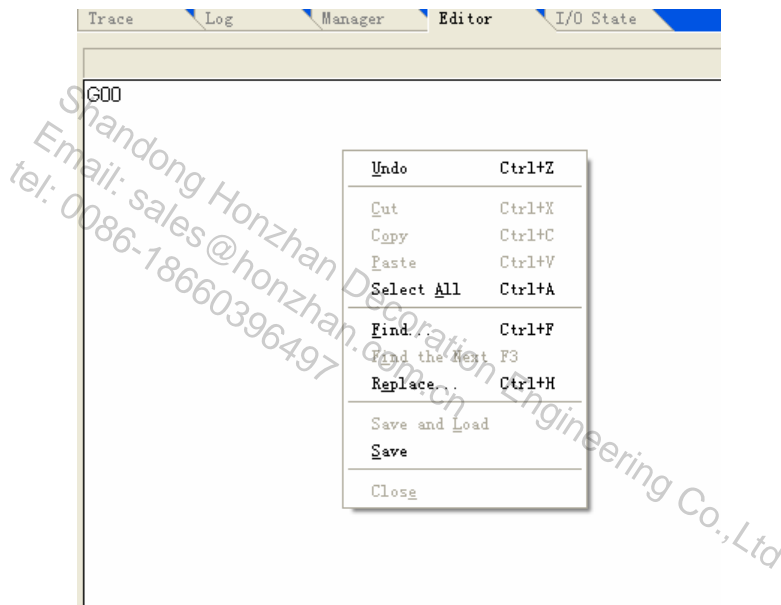 Trace Log Manager Editor I/O State
G00
Undo Ctrl+Z
Cut Ctrl+X
Copy Ctrl+C
Paste Ctrl+V
Select All Ctrl+A
Find... Ctrl+F
Find the Next F3
Replace... Ctrl+H
Save and Load
Save
Close
Shandong Honzhan Decoration Engineering Co.,Ltd
Email: sales@honzhan.com.cn
tel: 0086-18660396497